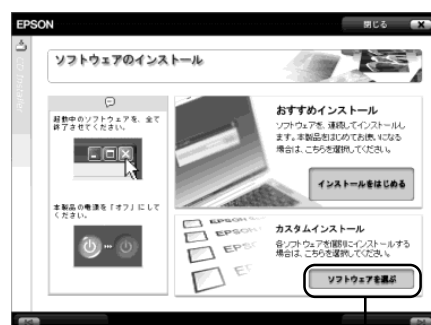 EPSON
閉じる
CD Installer
ソフトウェアのインストール
起動中のソフトウェアを、全て
終了させてください。
本製品の電源を「オフ」にして
ください。
おすすめインストール
ソフトウェアを、連続してインストールし
ます。本製品をはじめてお使いになる
場合は、こちらを選択してください。
インストールをはじめる
カスタムインストール
各ソフトウェアを個別にインストールする
場合は、こちらを選択してください。
ソフトウェアを選ぶ
EPSON
EPSO
EPS
EP